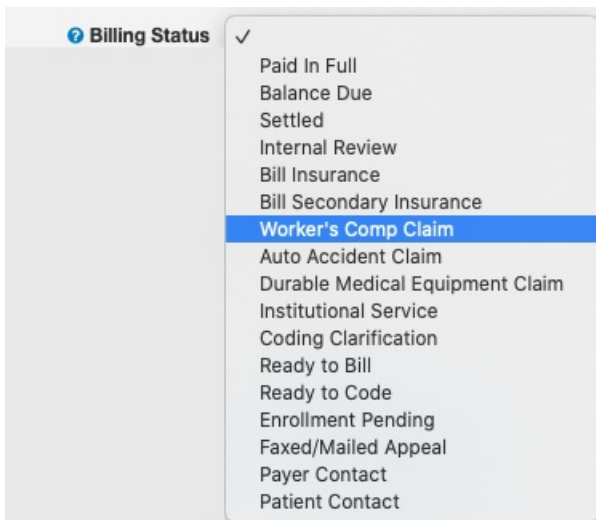 Billing Status
Paid In Full
Balance Due
Settled
Internal Review
Bill Insurance
Bill Secondary Insurance
Worker's Comp Claim
Auto Accident Claim
Durable Medical Equipment Claim
Institutional Service
Coding Clarification
Ready to Bill
Ready to Code
Enrollment Pending
Faxed/Mailed Appeal
Payer Contact
Patient Contact